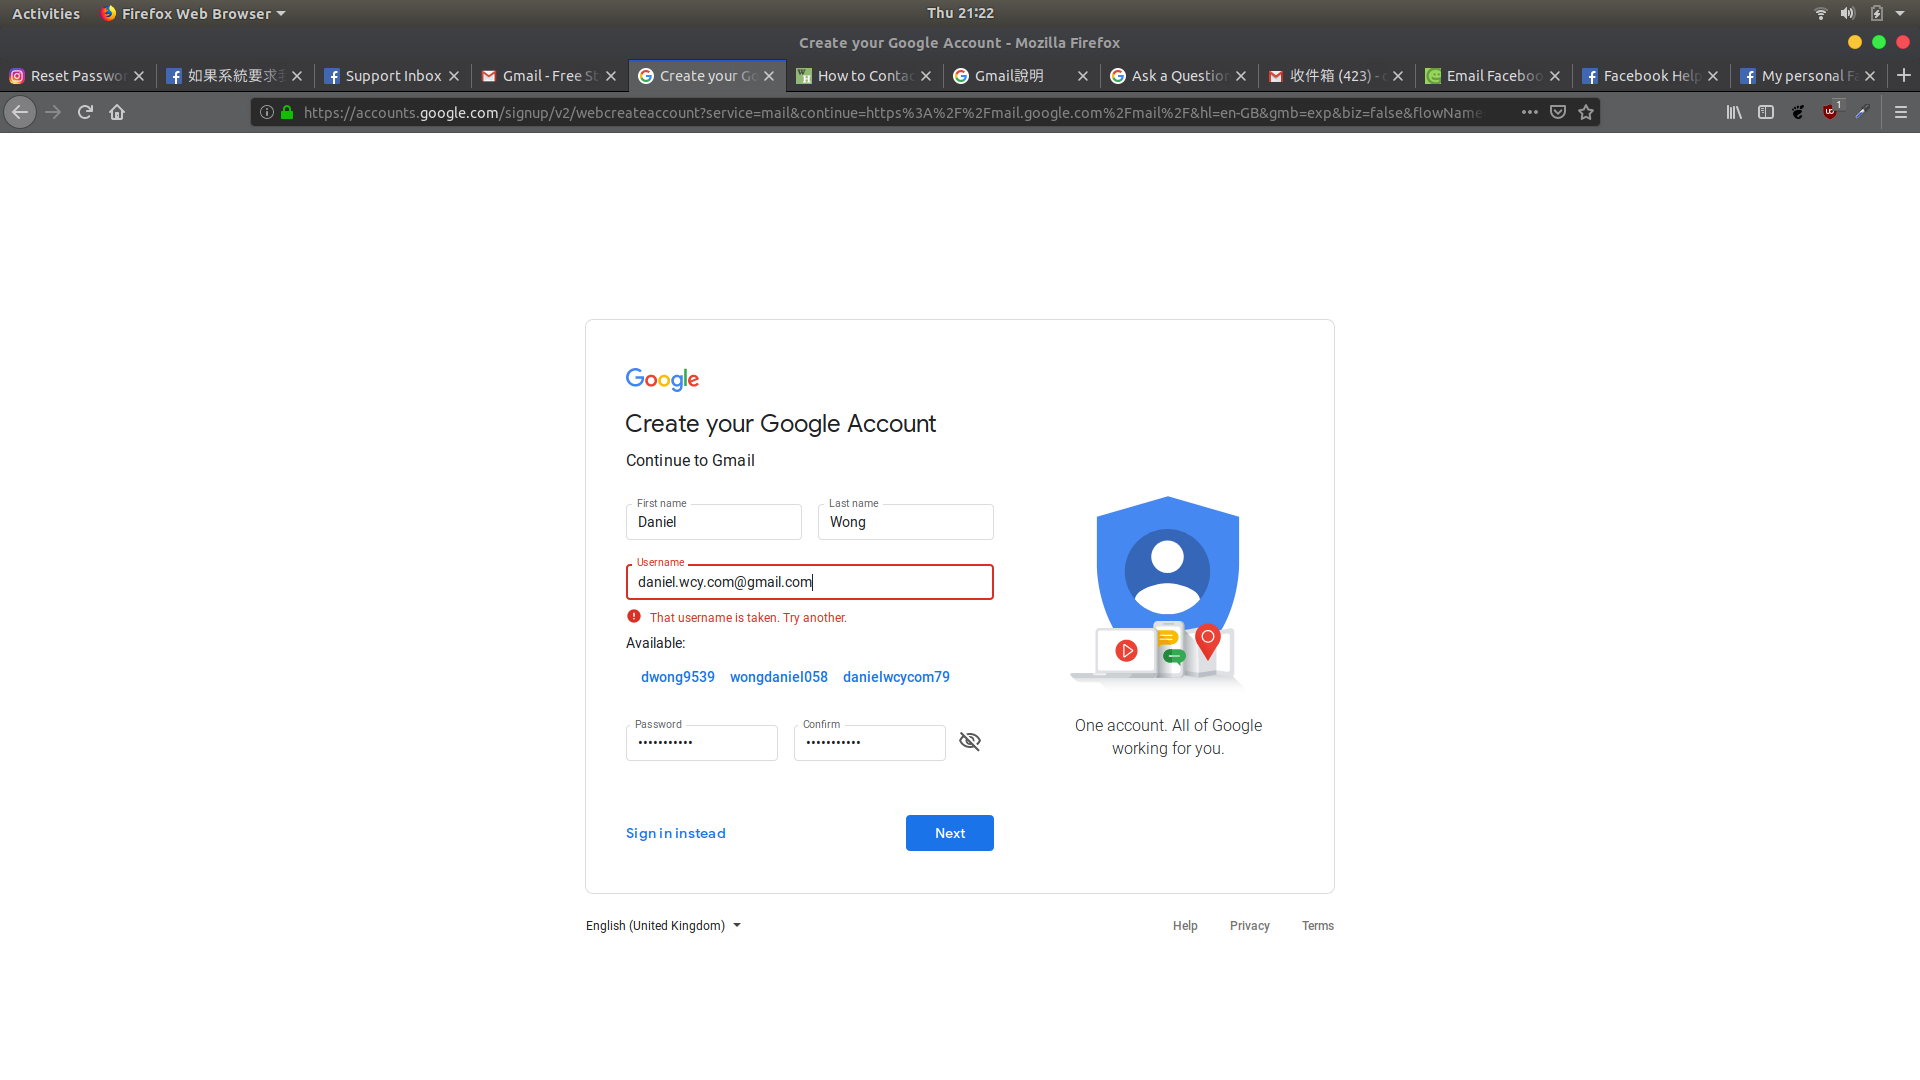 Activities Firefox Web Browser Thu 21:22
Create your Google Account - Mozilla Firefox
Reset Passwo 如果系統要求 Support Inbox Gmail - Free St Create your Go How to Conta Gmail說明 Ask a Question 收件箱 (423) - Email Faceboo Facebook Help My personal Fa
https://accounts.google.com/signup/v2/webcreateaccount?service=mail&continue=https%3A%2F%2Fmail.google.com%2Fmail%2F&hl=en-GB&gmb=exp&biz=false&flowName 1
Google
Create your Google Account
Continue to Gmail
First name Last name
Daniel Wong
Username
daniel.wcy.com@gmail.com
That username is taken. Try another.
Available:
dwong9539 wongdaniel058 danielwcycom79
Password Confirm
One account. All of Google
working for you.
Sign in instead Next
English (United Kingdom) Help Privacy Terms